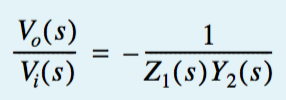 V_o(s) / V_i(s) = − 1 / Z_1(s)Y_2(s)